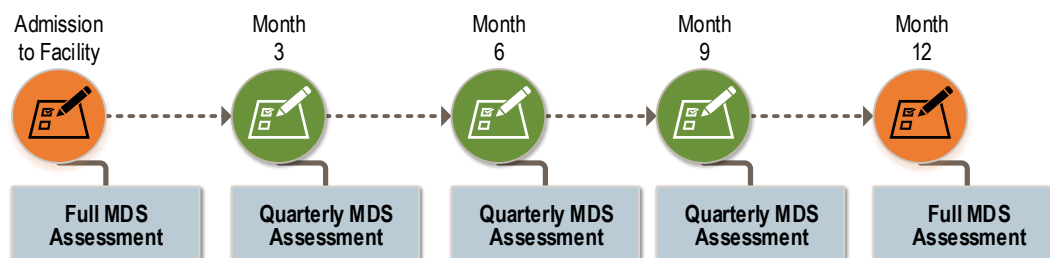 Admission
to Facility
Month
3
Month
6
Month
9
Month
12
Full MDS
Assessment
Quarterly MDS
Assessment
Quarterly MDS
Assessment
Quarterly MDS
Assessment
Full MDS
Assessment